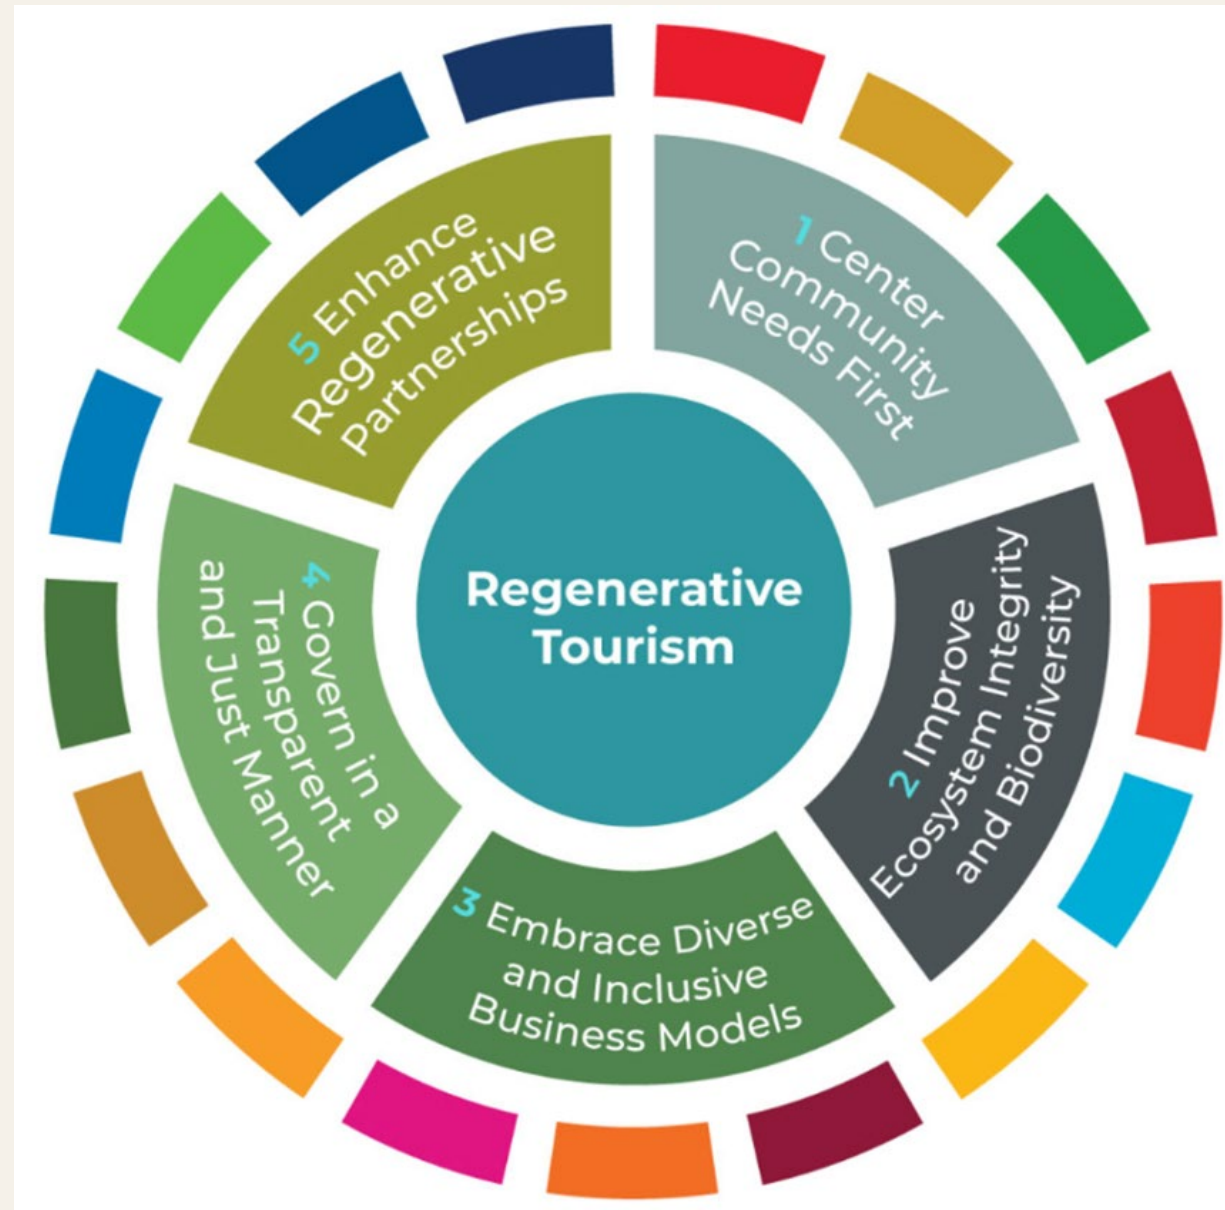 Regenerative
Tourism
1 Center
Community
Needs First
2 Improve
Ecosystem Integrity
and Biodiversity
3 Embrace Diverse
and Inclusive
Business Models
4 Govern in a
Transparent
and Just Manner
5 Enhance
Regenerative
Partnerships